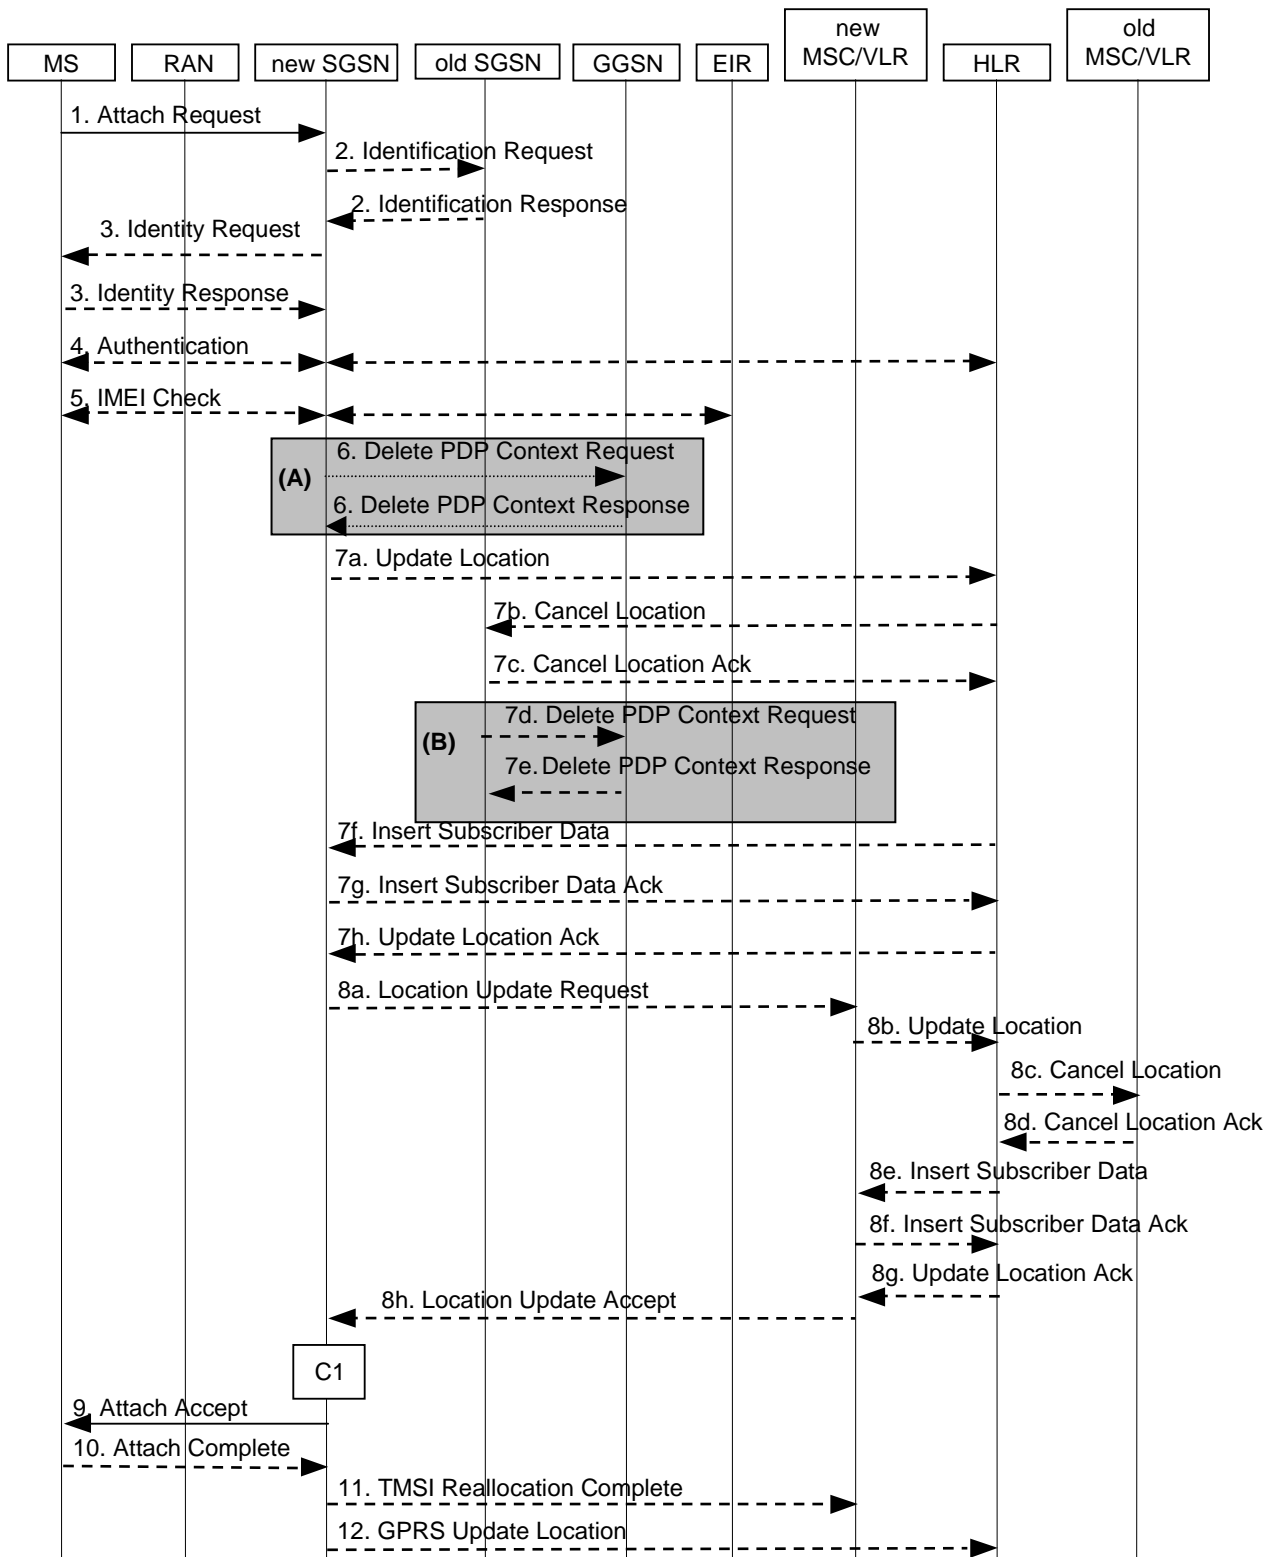 new
MSC/VLR
old
MSC/VLR
MS
RAN
new SGSN
old SGSN
GGSN
EIR
HLR
1. Attach Request
2. Identification Request
2. Identification Response
3. Identity Request
3. Identity Response
4. Authentication
5. IMEI Check
(A)
6. Delete PDP Context Request
6. Delete PDP Context Response
7a. Update Location
7b. Cancel Location
7c. Cancel Location Ack
(B)
7d. Delete PDP Context Request
7e. Delete PDP Context Response
7f. Insert Subscriber Data
7g. Insert Subscriber Data Ack
7h. Update Location Ack
8a. Location Update Request
8b. Update Location
8c. Cancel Location
8d. Cancel Location Ack
8e. Insert Subscriber Data
8f. Insert Subscriber Data Ack
8g. Update Location Ack
8h. Location Update Accept
C1
9. Attach Accept
10. Attach Complete
11. TMSI Reallocation Complete
12. GPRS Update Location